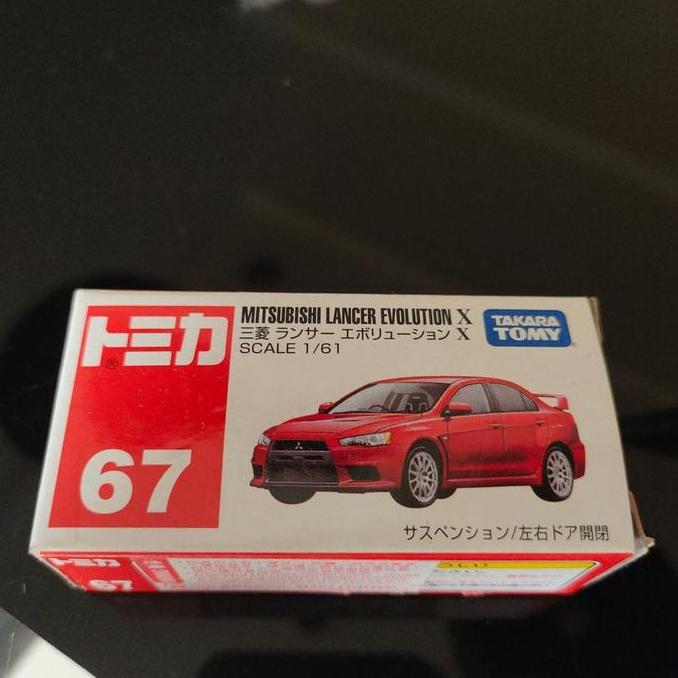 トミカ
®
67
MITSUBISHI LANCER EVOLUTION X
三菱 ランサー エボリューション X
SCALE 1/61
TAKARA
TOMY
サスペンション/左右ドア開閉
トミカ
67